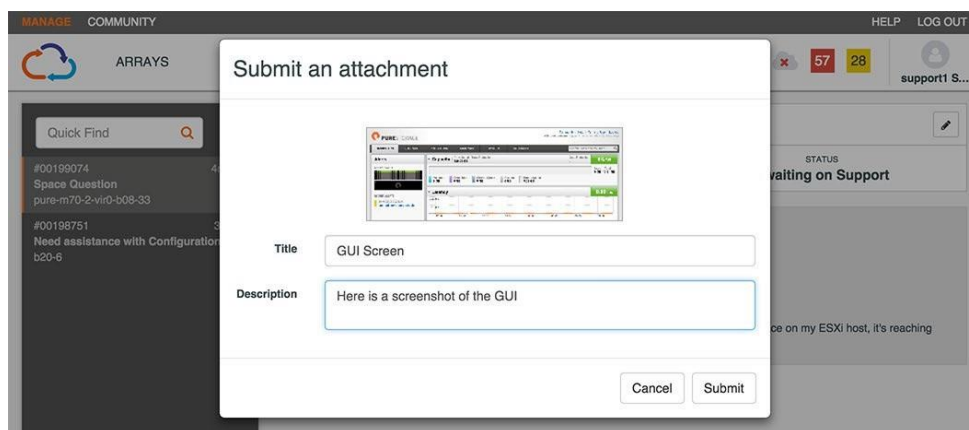 MANAGE COMMUNITY HELP LOG OUT
ARRAYS 57 28 support1 S...
Submit an attachment
Quick Find
#00199074
Space Question
pure-m70-2-vir0-b08-33
#00198751
Need assistance with Configuration
b20-6
STATUS
waiting on Support
Title GUI Screen
Description Here is a screenshot of the GUI
on my ESXi host, it's reaching
Cancel Submit